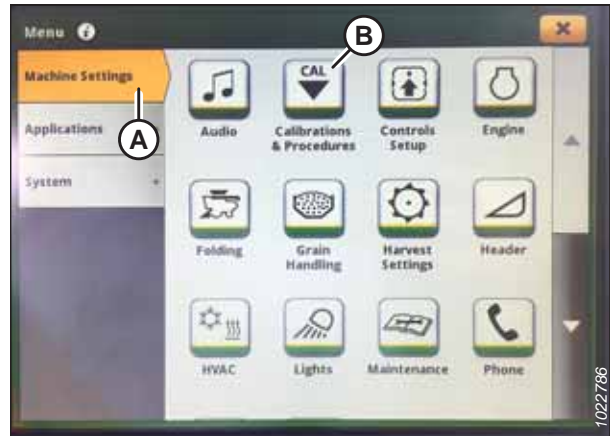 Menu i
B
Machine Settings
A
Applications
System
CAL
Audio
Calibrations
& Procedures
Controls
Setup
Engine
Folding
Grain
Handling
Harvest
Settings
Header
HVAC
Lights
Maintenance
Phone
1022786